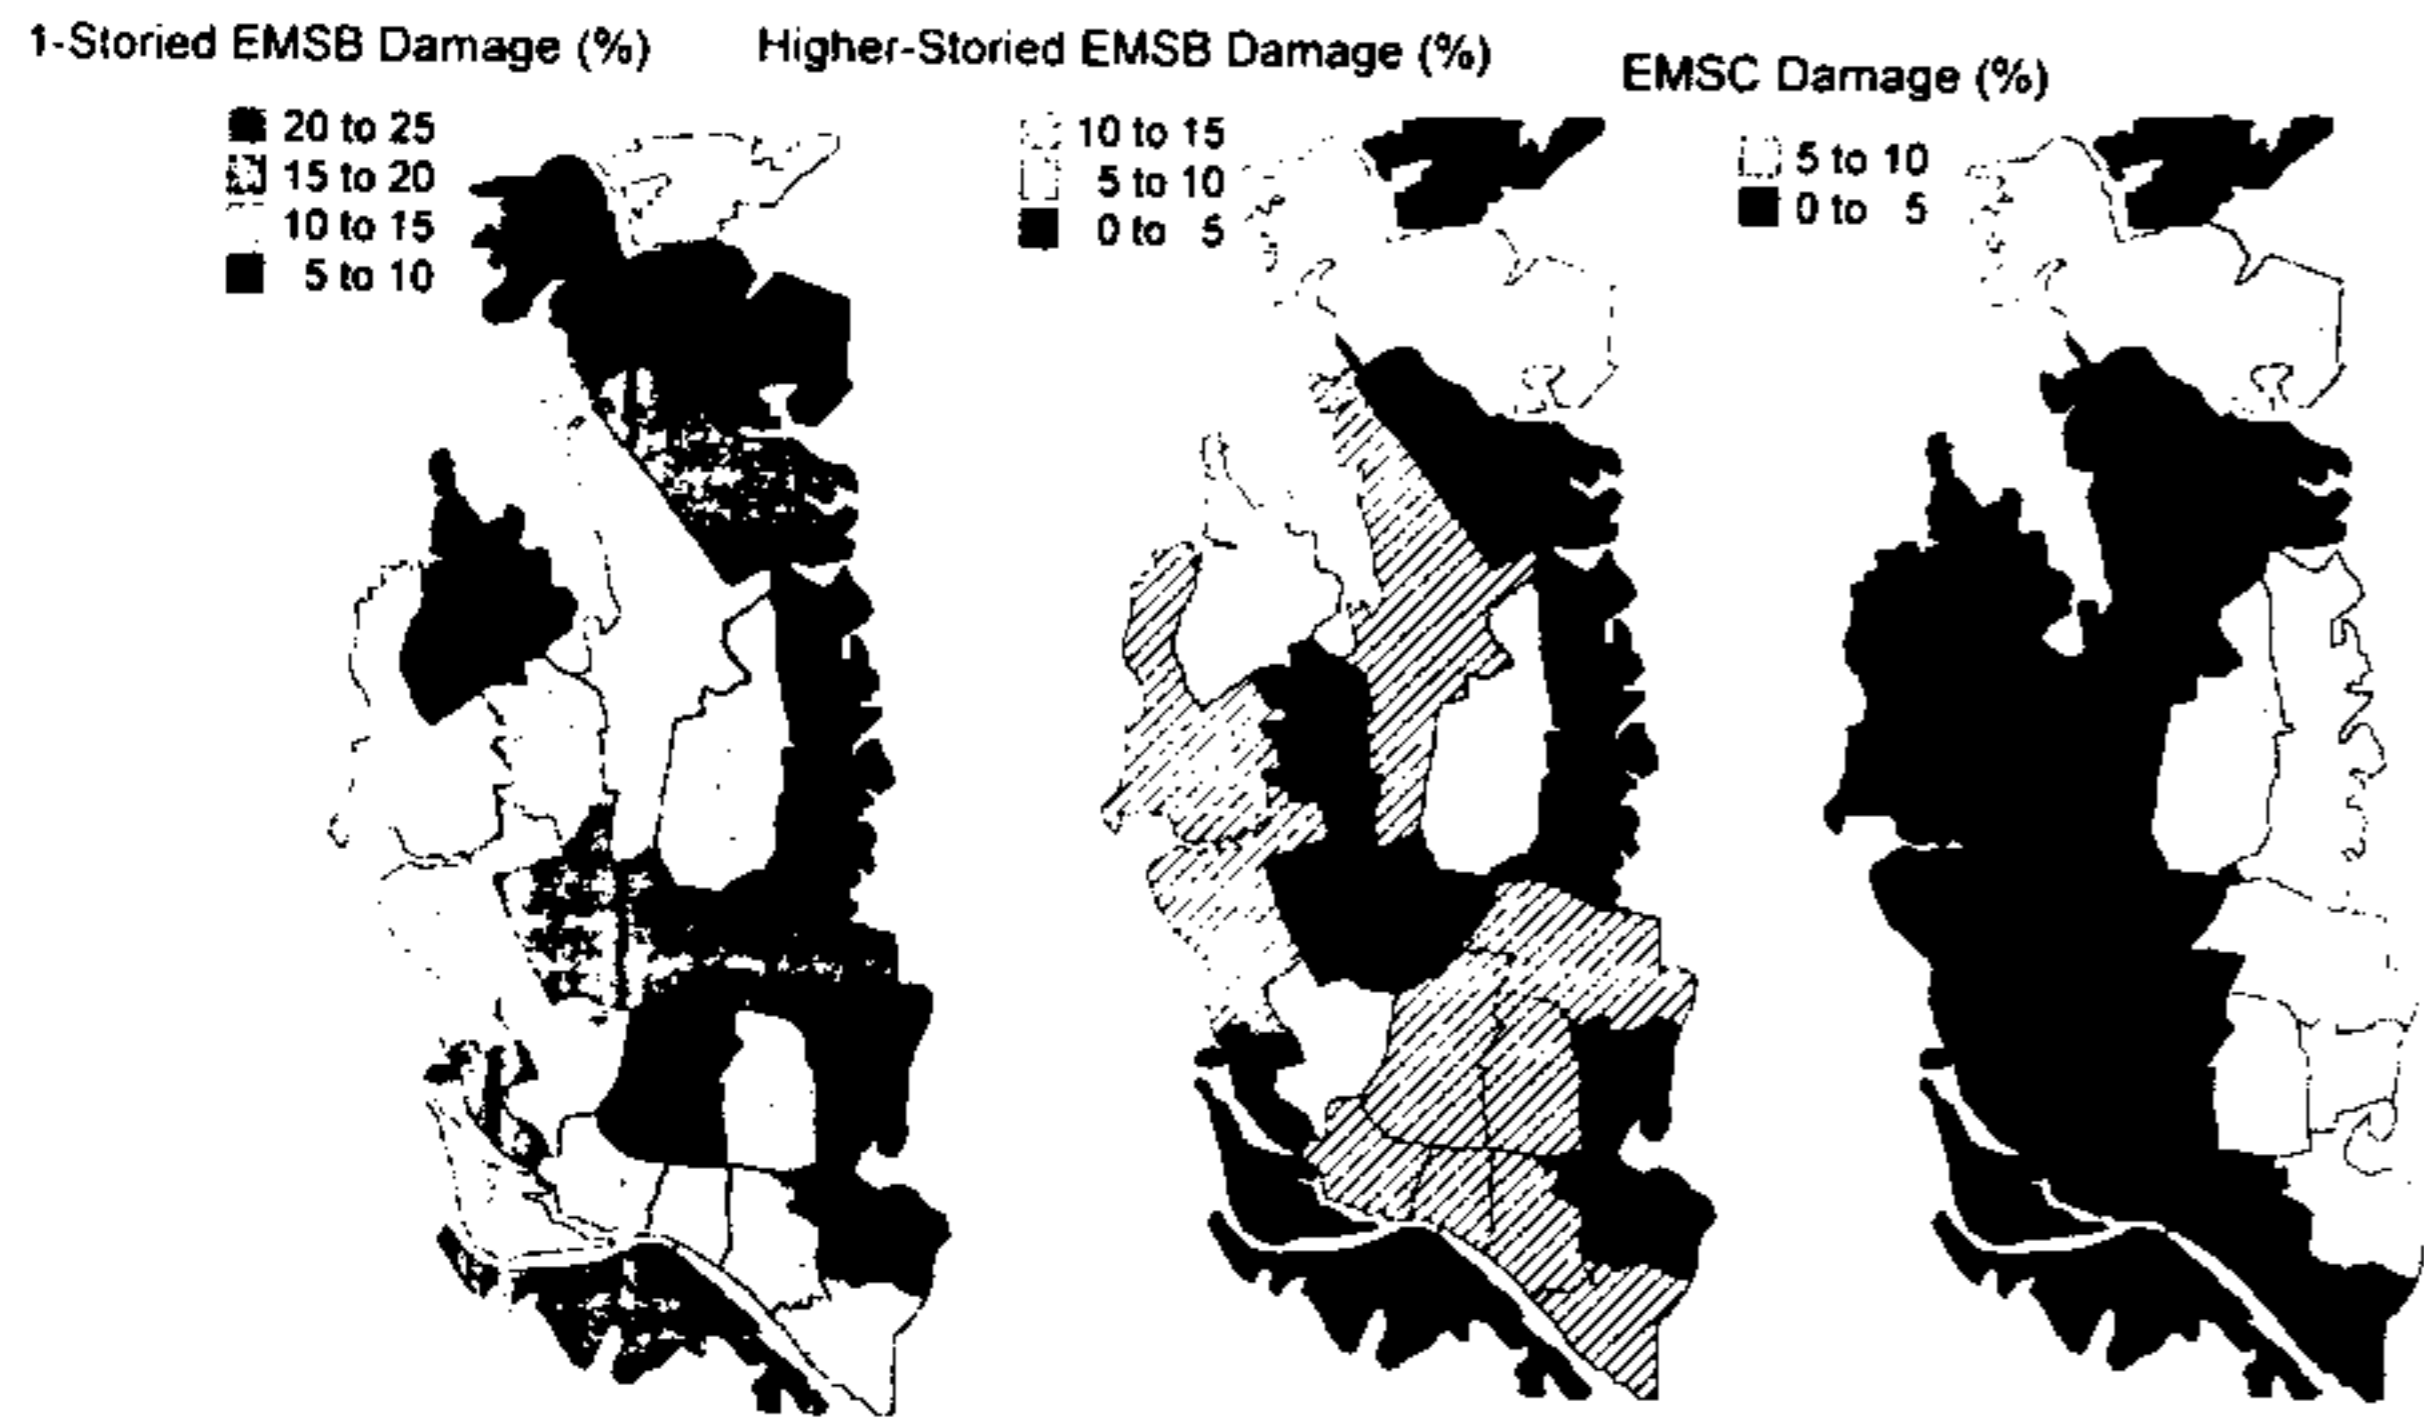 1-Storied EMSB Damage (%)
20 to 25
15 to 20
10 to 15
5 to 10
Higher-Storied EMSB Damage (%)
10 to 15
5 to 10
0 to 5
EMSC Damage (%)
5 to 10
0 to 5